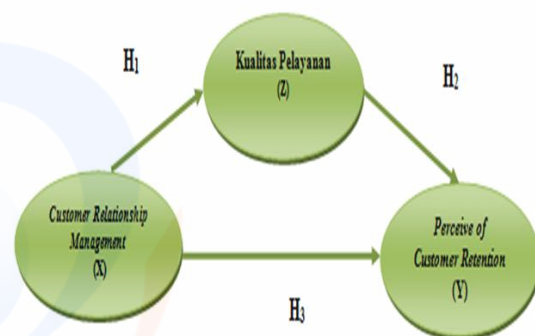 H₁
Kualitas Pelayanan
(Z)
H₂
Customer Relationship
Management
(X)
Perceive of
Customer Retention
(Y)
H₃